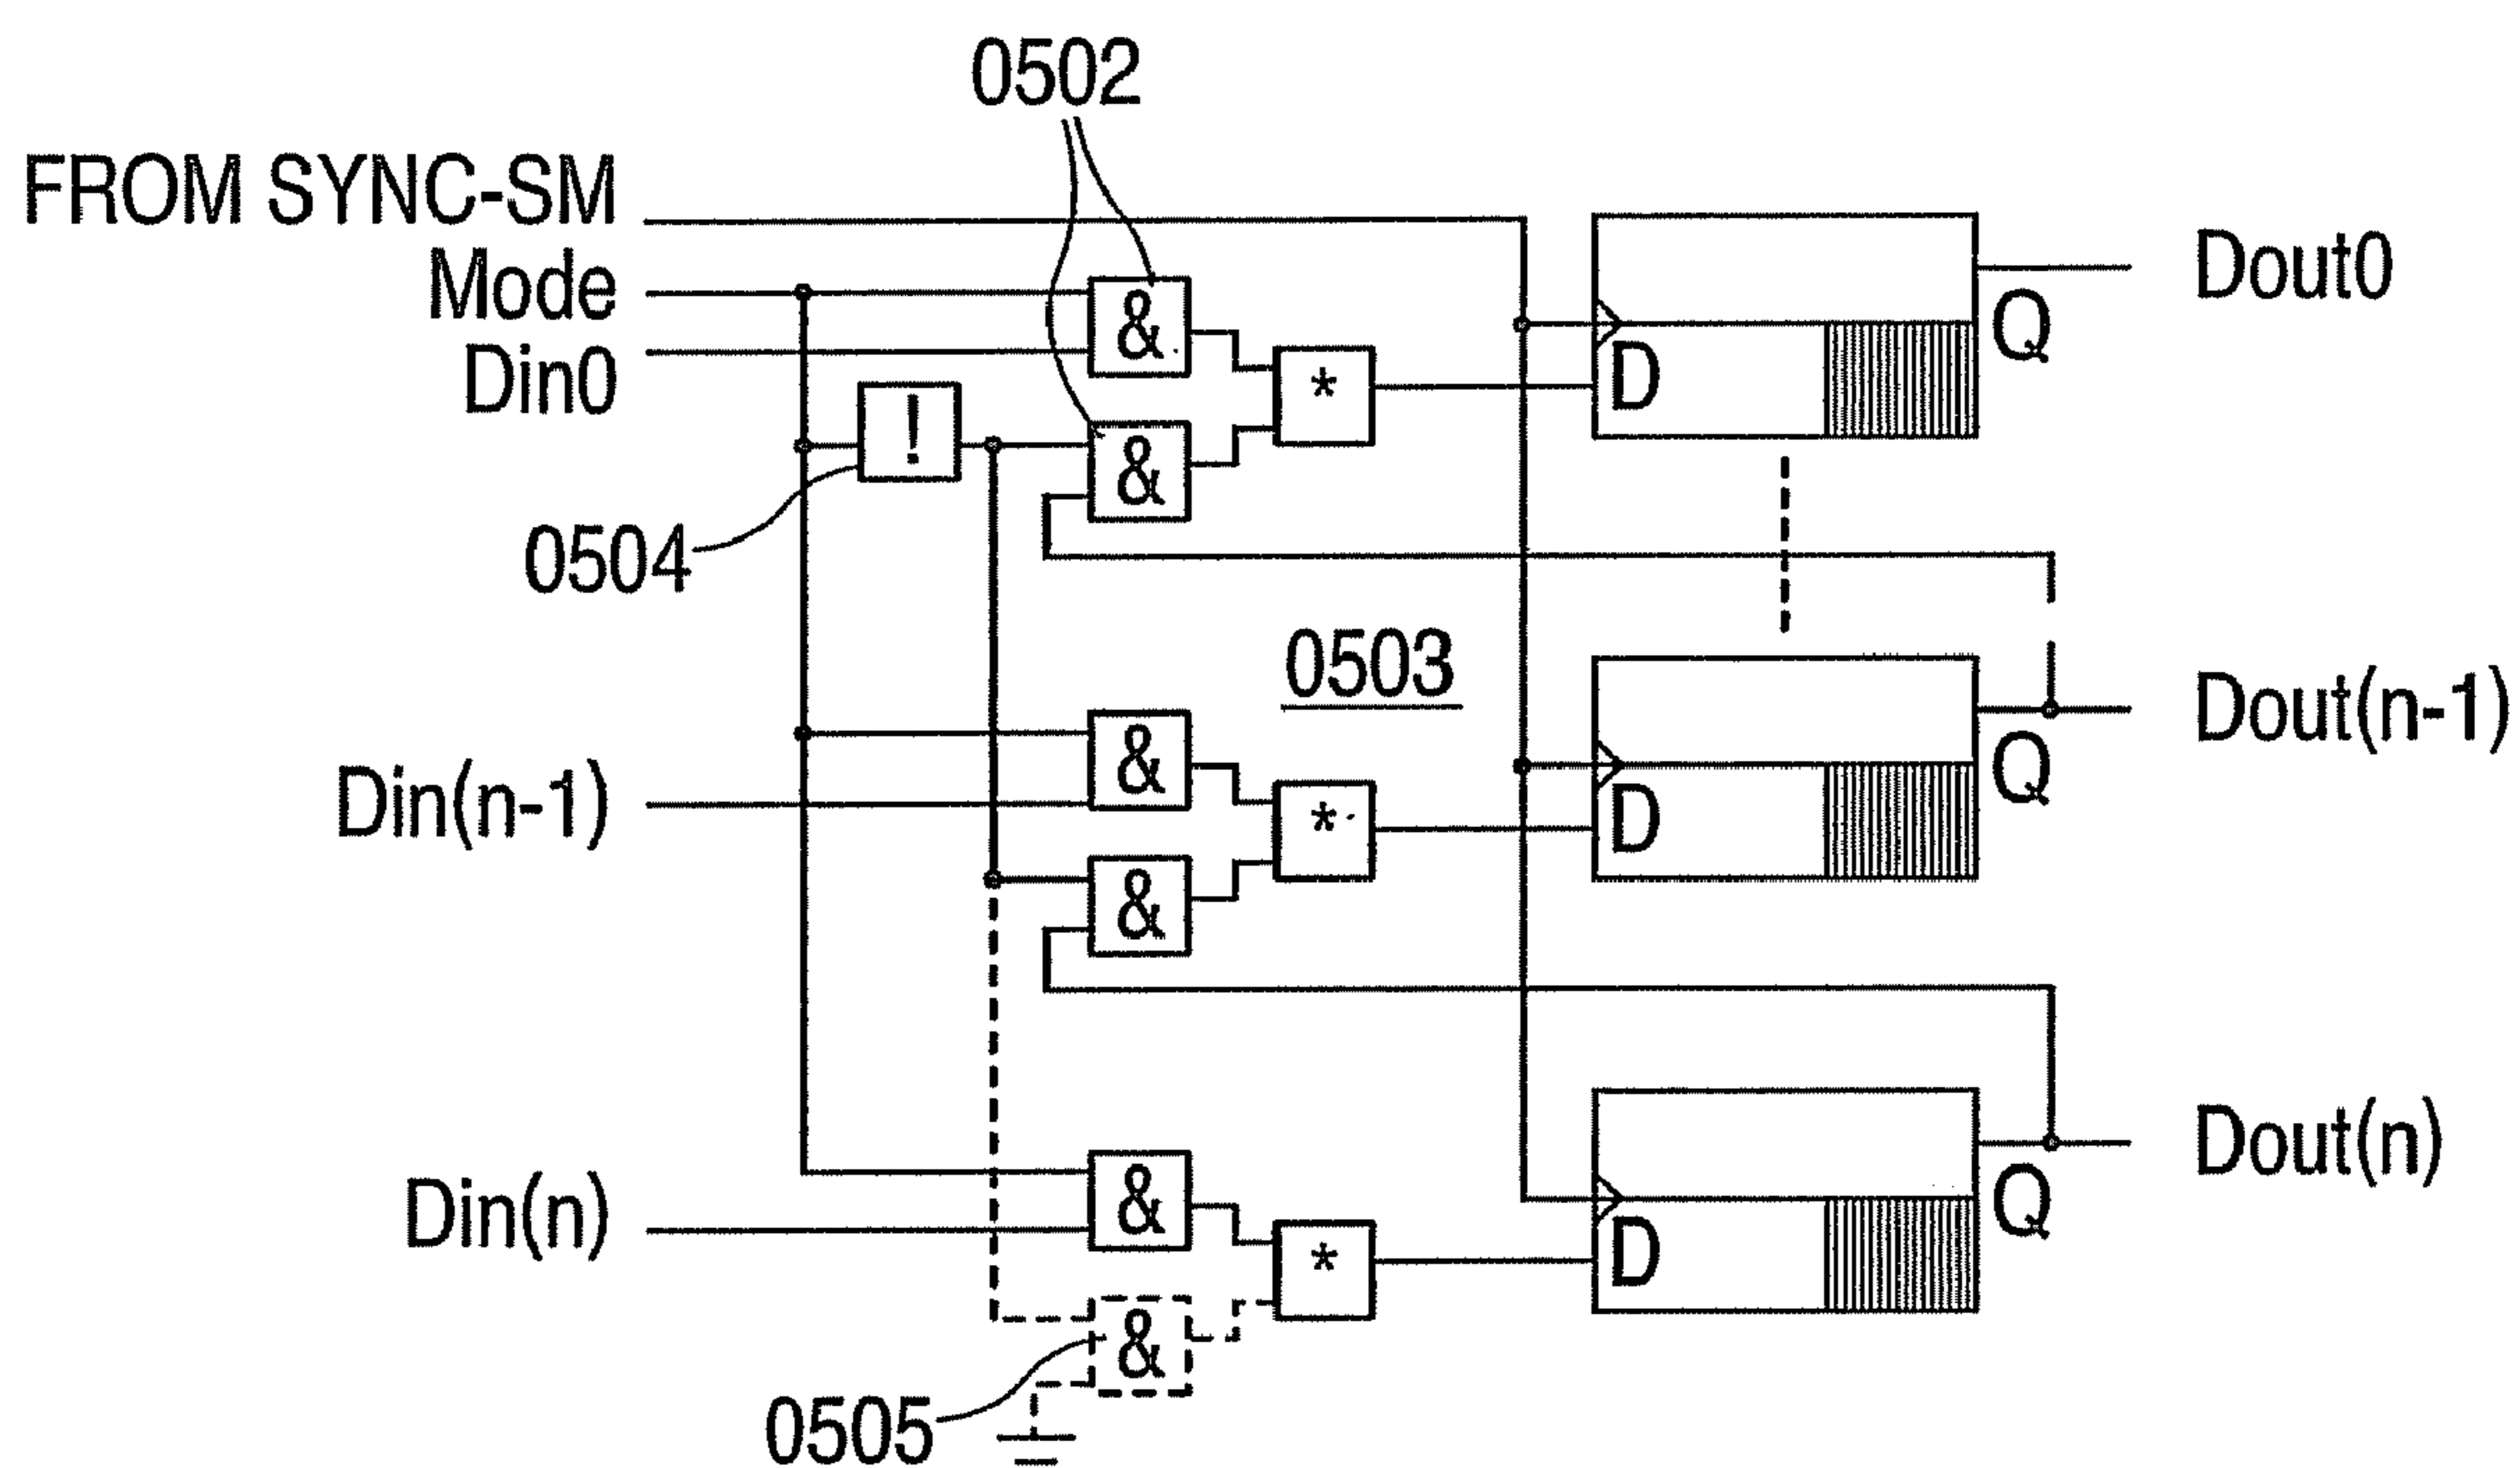 0502
FROM SYNC-SM
Mode
Din0
&
*
D
Q
Dout0
!
&
0504
0503
Din(n-1)
&
*
D
Q
Dout(n-1)
&
Din(n)
&
*
D
Q
Dout(n)
&
0505